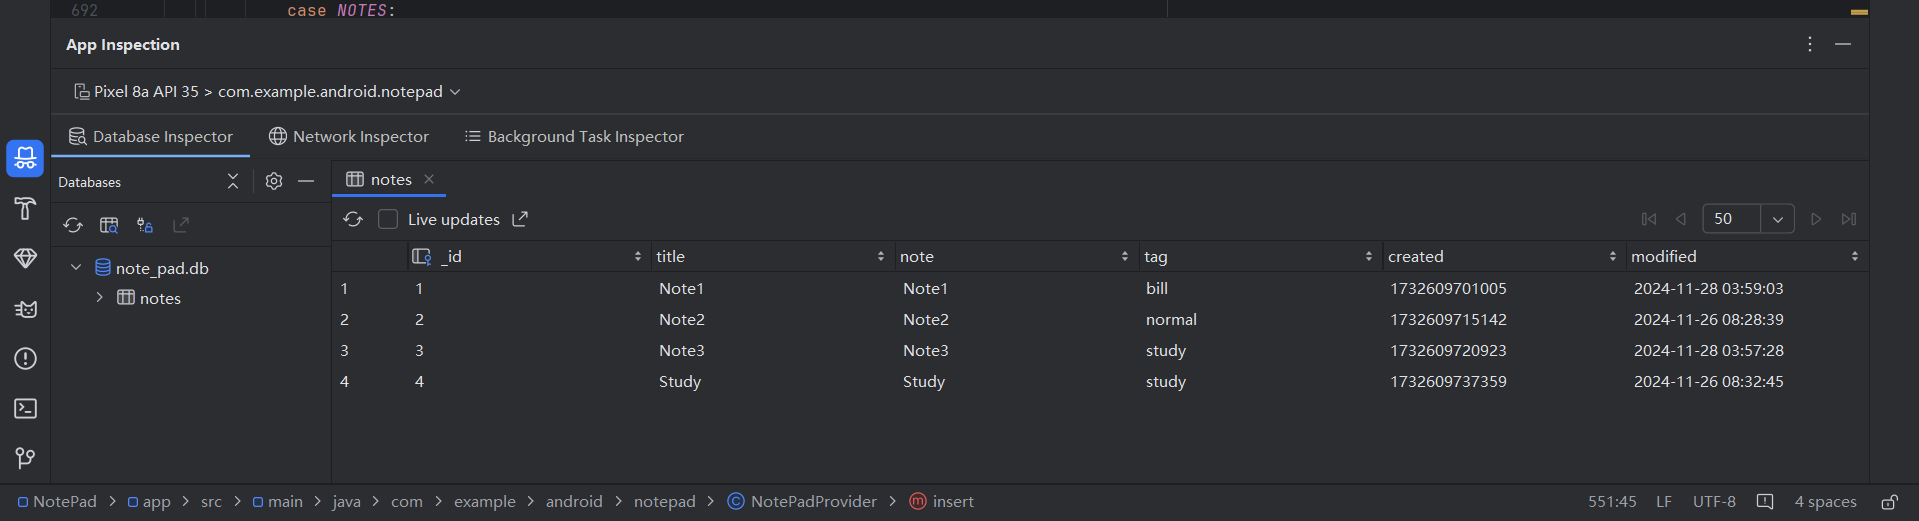 692 case NOTES:
App Inspection
Pixel 8a API 35 > com.example.android.notepad
Database Inspector Network Inspector Background Task Inspector
Databases notes
Live updates 50
_id title note tag created modified
note_pad.db
notes
1 1 Note1 Note1 bill 1732609701005 2024-11-28 03:59:03
2 2 Note2 Note2 normal 1732609715142 2024-11-26 08:28:39
3 3 Note3 Note3 study 1732609720923 2024-11-28 03:57:28
4 4 Study Study study 1732609737359 2024-11-26 08:32:45
NotePad > app > src > main > java > com > example > android > notepad > NotePadProvider > insert 551:45 LF UTF-8 4 spaces